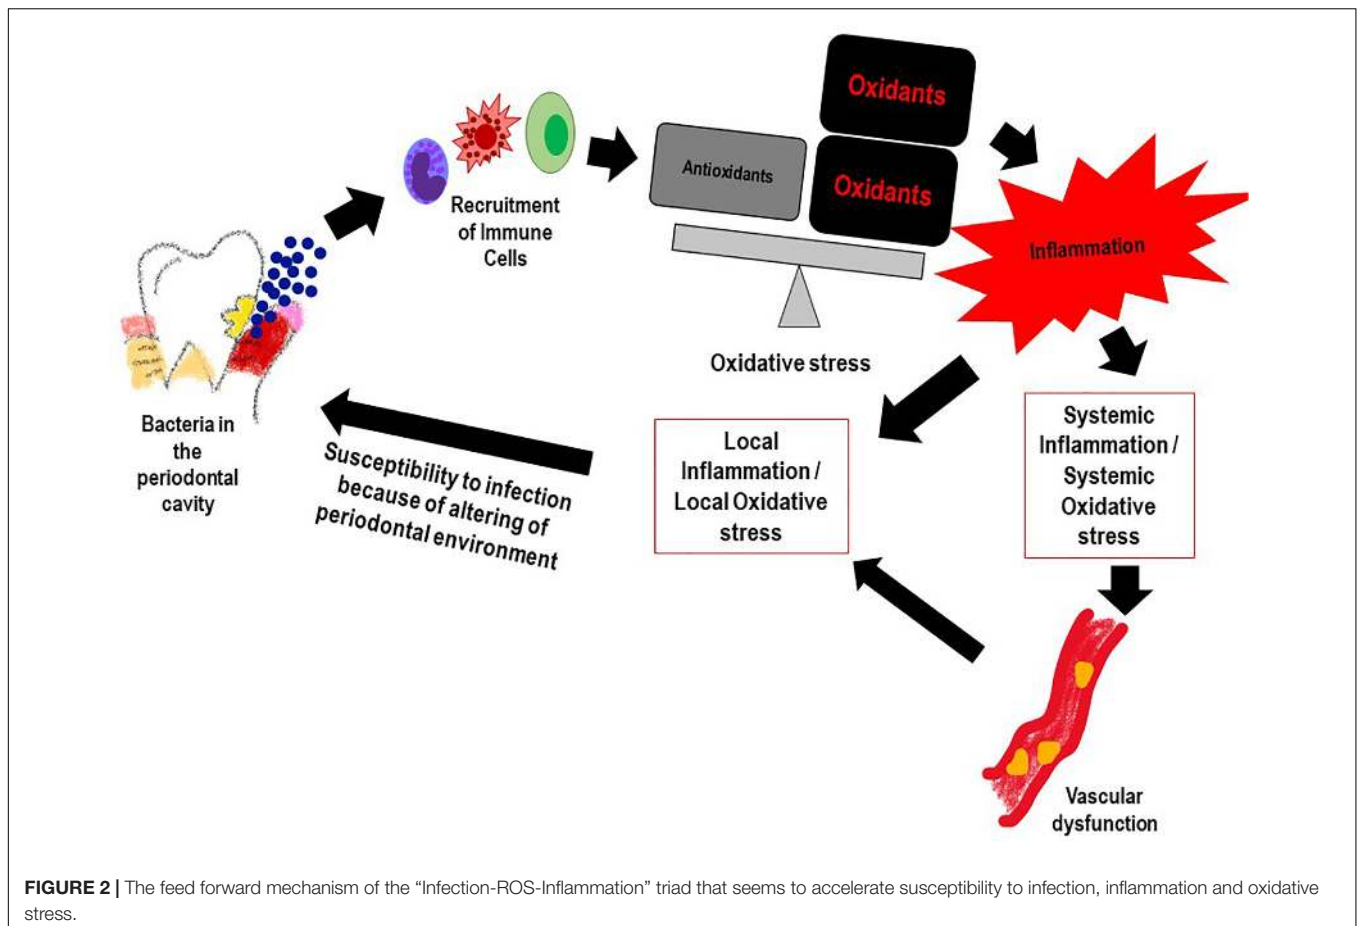 Oxidants
Antioxidants
Oxidants
Inflammation
Recruitment
of Immune
Cells
Oxidative stress
Bacteria in
the
periodontal
cavity
Susceptibility to infection
because of altering of
periodontal environment
Local
Inflammation /
Local Oxidative
stress
Systemic
Inflammation /
Systemic
Oxidative
stress
Vascular
dysfunction
FIGURE 2 | The feed forward mechanism of the “Infection-ROS-Inflammation” triad that seems to accelerate susceptibility to infection, inflammation and oxidative
stress.